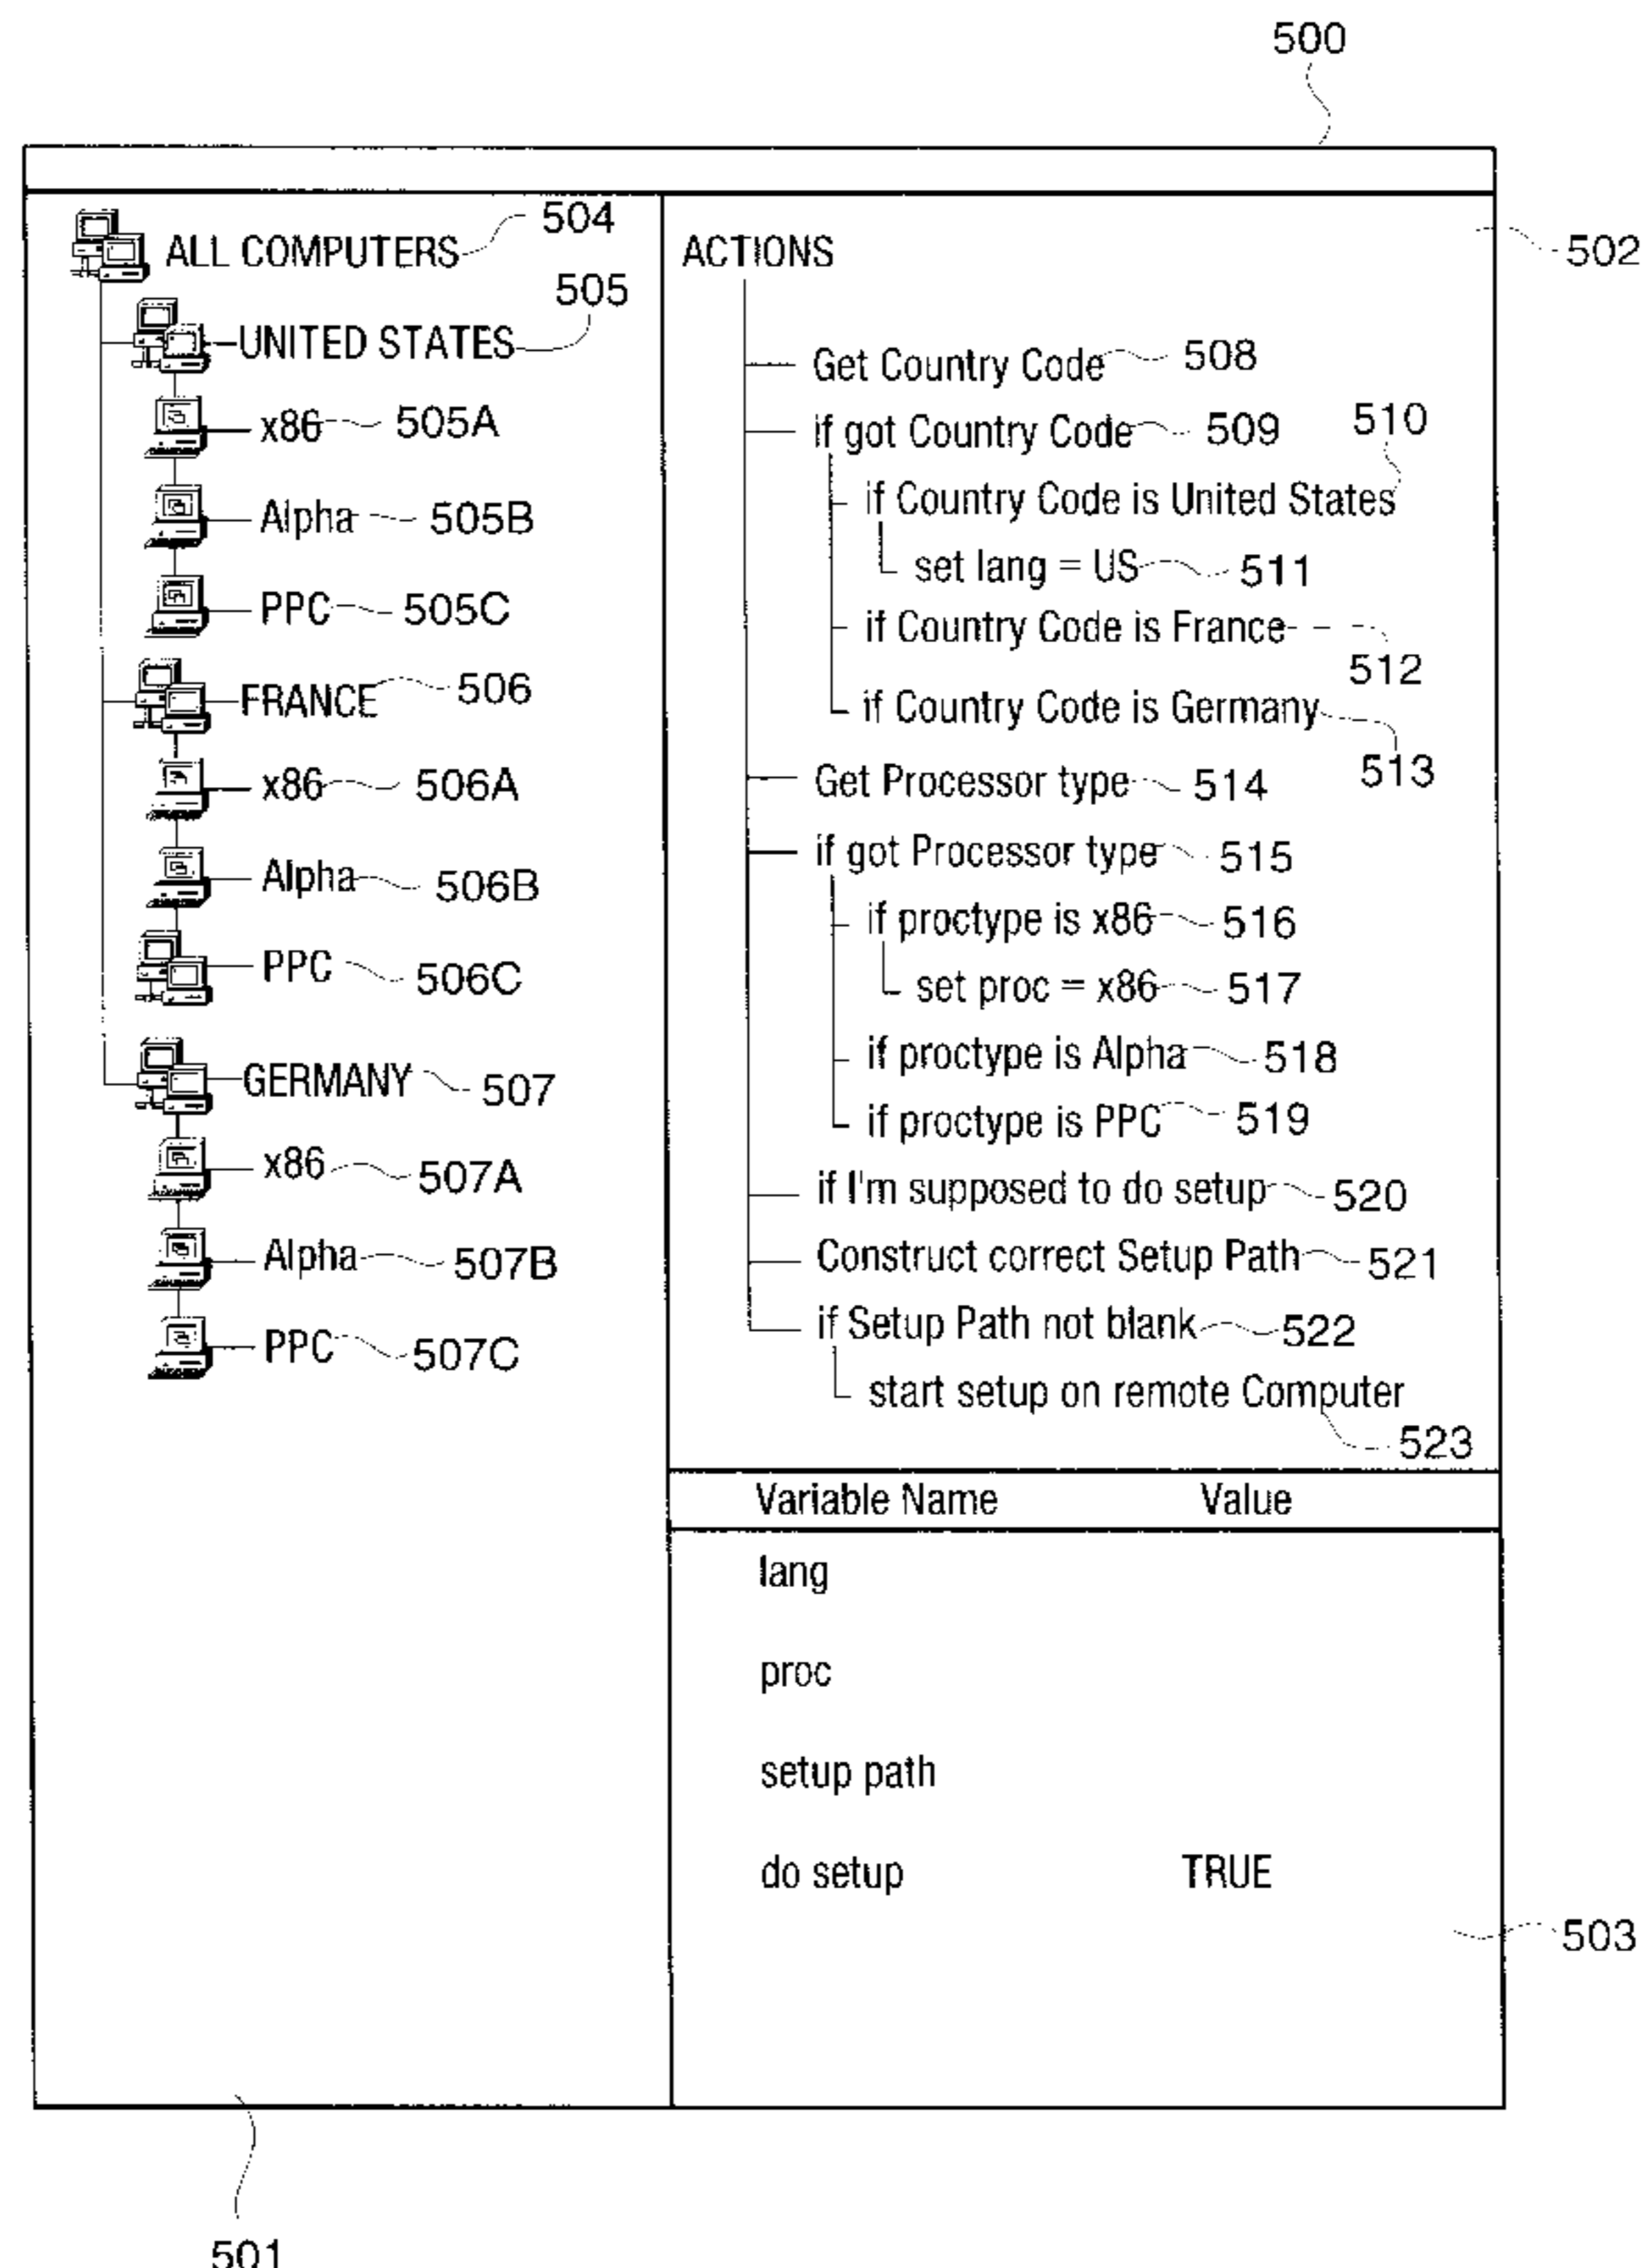 500
ALL COMPUTERS 504
UNITED STATES 505
x86 505A
Alpha 505B
PPC 505C
FRANCE 506
x86 506A
Alpha 506B
PPC 506C
GERMANY 507
x86 507A
Alpha 507B
PPC 507C
501
ACTIONS 502
Get Country Code 508
if got Country Code 509
if Country Code is United States 510
set lang = US 511
if Country Code is France 512
if Country Code is Germany 513
Get Processor type 514
if got Processor type 515
if proctype is x86 516
set proc = x86 517
if proctype is Alpha 518
if proctype is PPC 519
if I'm supposed to do setup 520
Construct correct Setup Path 521
if Setup Path not blank 522
start setup on remote Computer 523
Variable Name Value
lang
proc
setup path
do setup TRUE
503